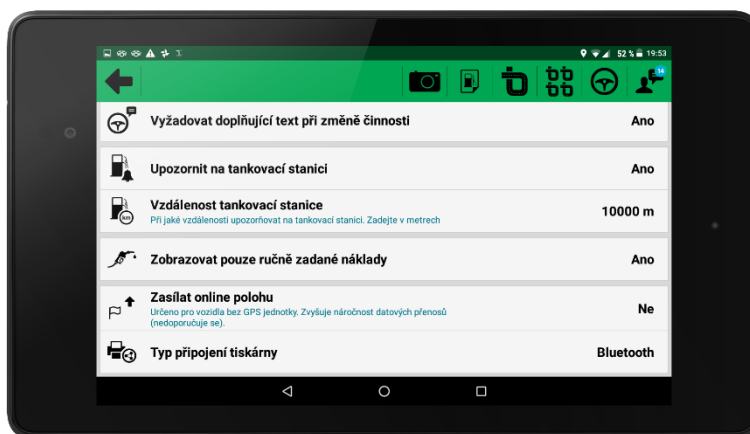 52 % 19:53
14
Vyžadovat doplňující text při změně činnosti Ano
Upozornit na tankovací stanici Ano
Vzdálenost tankovací stanice
Při jaké vzdálenosti upozorňovat na tankovací stanici. Zadejte v metrech
10000 m
km
Zobrazovat pouze ručně zadané náklady Ano
Zasílat online polohu
Určeno pro vozidla bez GPS jednotky. Zvyšuje náročnost datových přenosů
(nedoporučuje se).
Ne
Typ připojení tiskárny Bluetooth